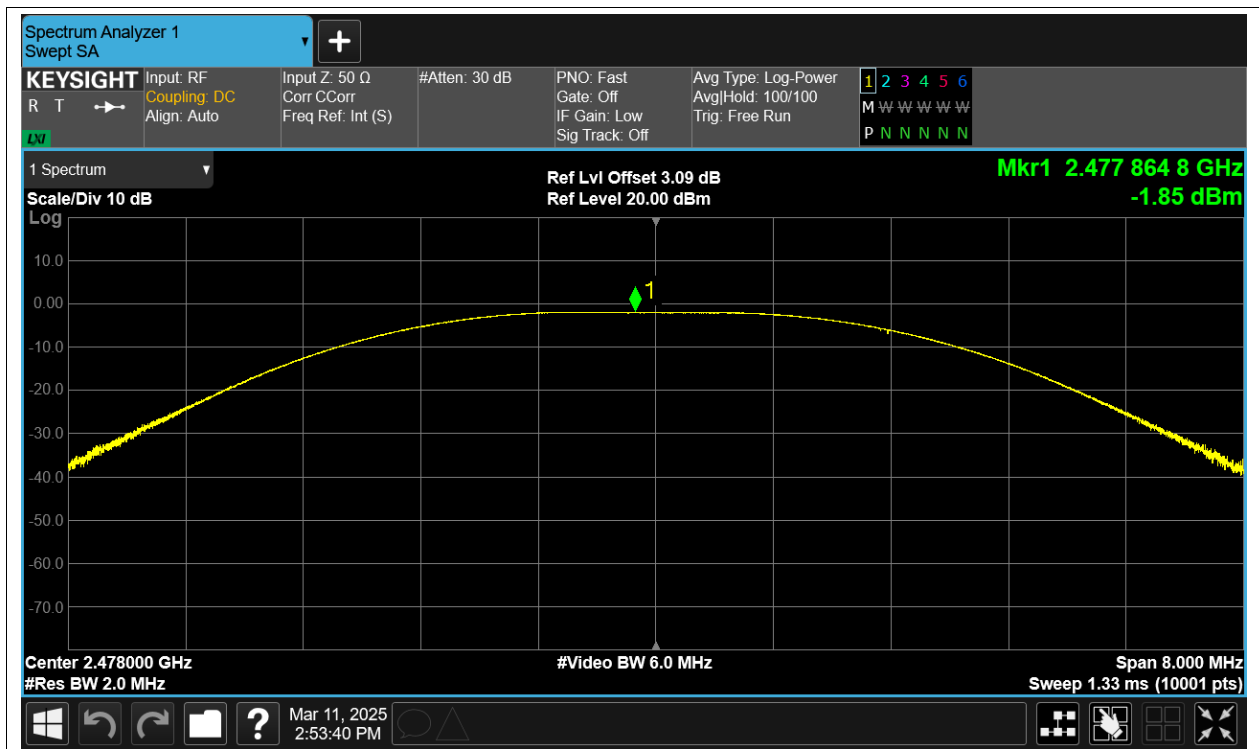 Spectrum Analyzer 1
Swept SA
KEYSIGHT
R T
LXI
Input: RF
Coupling: DC
Align: Auto
Input Z: 50 Ω
Corr CCorr
Freq Ref: Int (S)
#Atten: 30 dB
PNO: Fast
Gate: Off
IF Gain: Low
Sig Track: Off
Avg Type: Log-Power
Avg|Hold: 100/100
Trig: Free Run
1 2 3 4 5 6
M W W W W W
P N N N N N
1 Spectrum
Scale/Div 10 dB
Log
Ref Lvl Offset 3.09 dB
Ref Level 20.00 dBm
Mkr1 2.477 864 8 GHz
-1.85 dBm
10.0
0.00
-10.0
-20.0
-30.0
-40.0
-50.0
-60.0
-70.0
1
Center 2.478000 GHz
#Res BW 2.0 MHz
#Video BW 6.0 MHz
Span 8.000 MHz
Sweep 1.33 ms (10001 pts)
?
Mar 11, 2025
2:53:40 PM